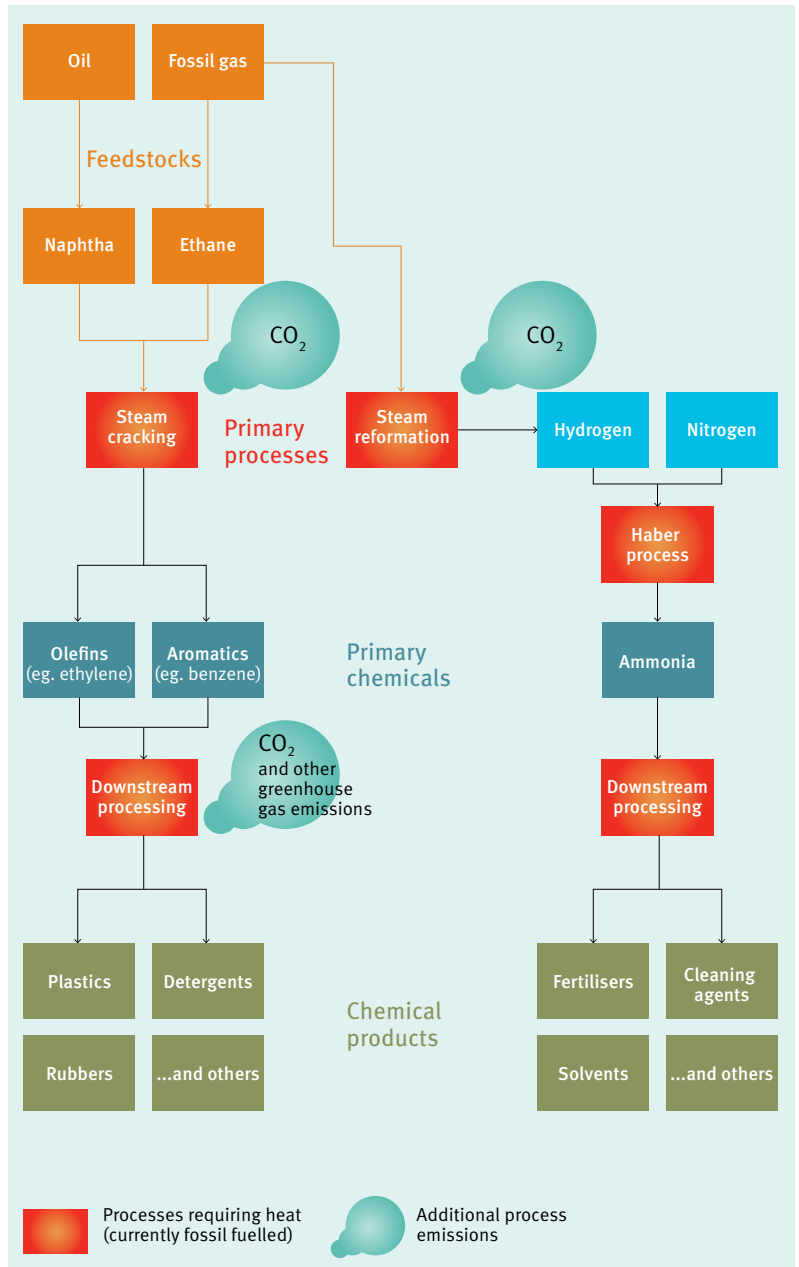 Oil
Fossil gas
Feedstocks
Naphtha
Ethane
CO₂
CO₂
Steam
cracking
Primary
processes
Steam
reformation
Hydrogen
Nitrogen
Haber
process
Olefins
(eg. ethylene)
Aromatics
(eg. benzene)
Primary
chemicals
Ammonia
Downstream
processing
CO₂
and other
greenhouse
gas emissions
Downstream
processing
Plastics
Detergents
Fertilisers
Cleaning
agents
Chemical
products
Rubbers
...and others
Solvents
...and others
Processes requiring heat
(currently fossil fuelled)
Additional process
emissions